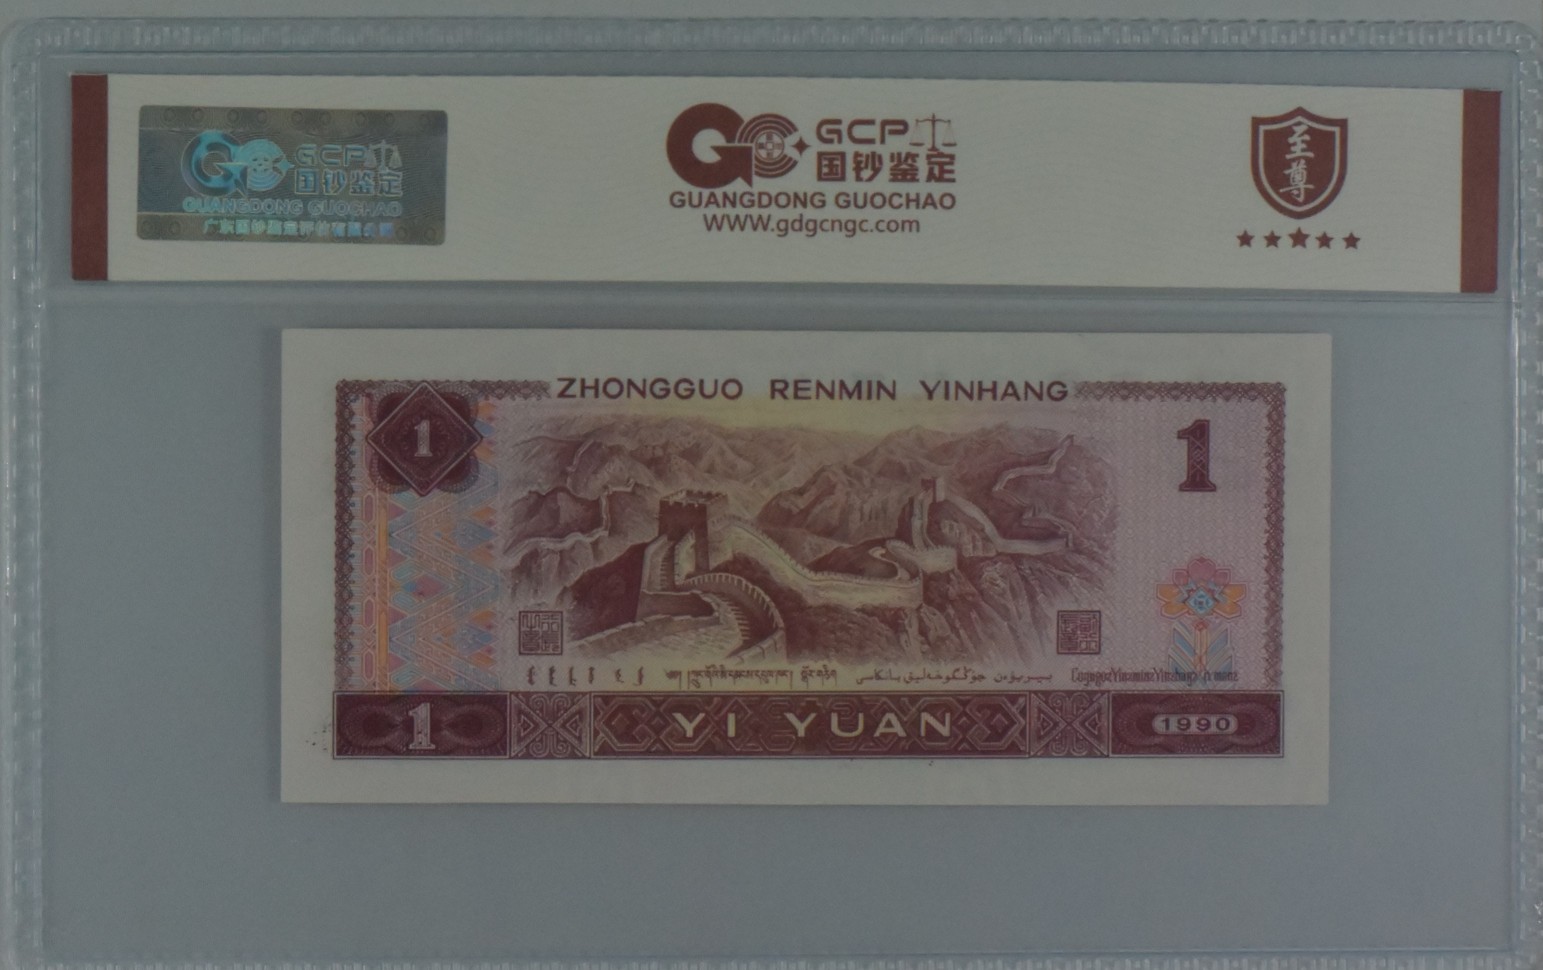 GCP
国钞鉴定
GUANGDONG GUOCHAO
GCP
国钞鉴定
GUANGDONG GUOCHAO
WWW.gdgcngc.com
至尊
ZHONGGUO RENMIN YINHANG
1
1
1
YI YUAN
1990